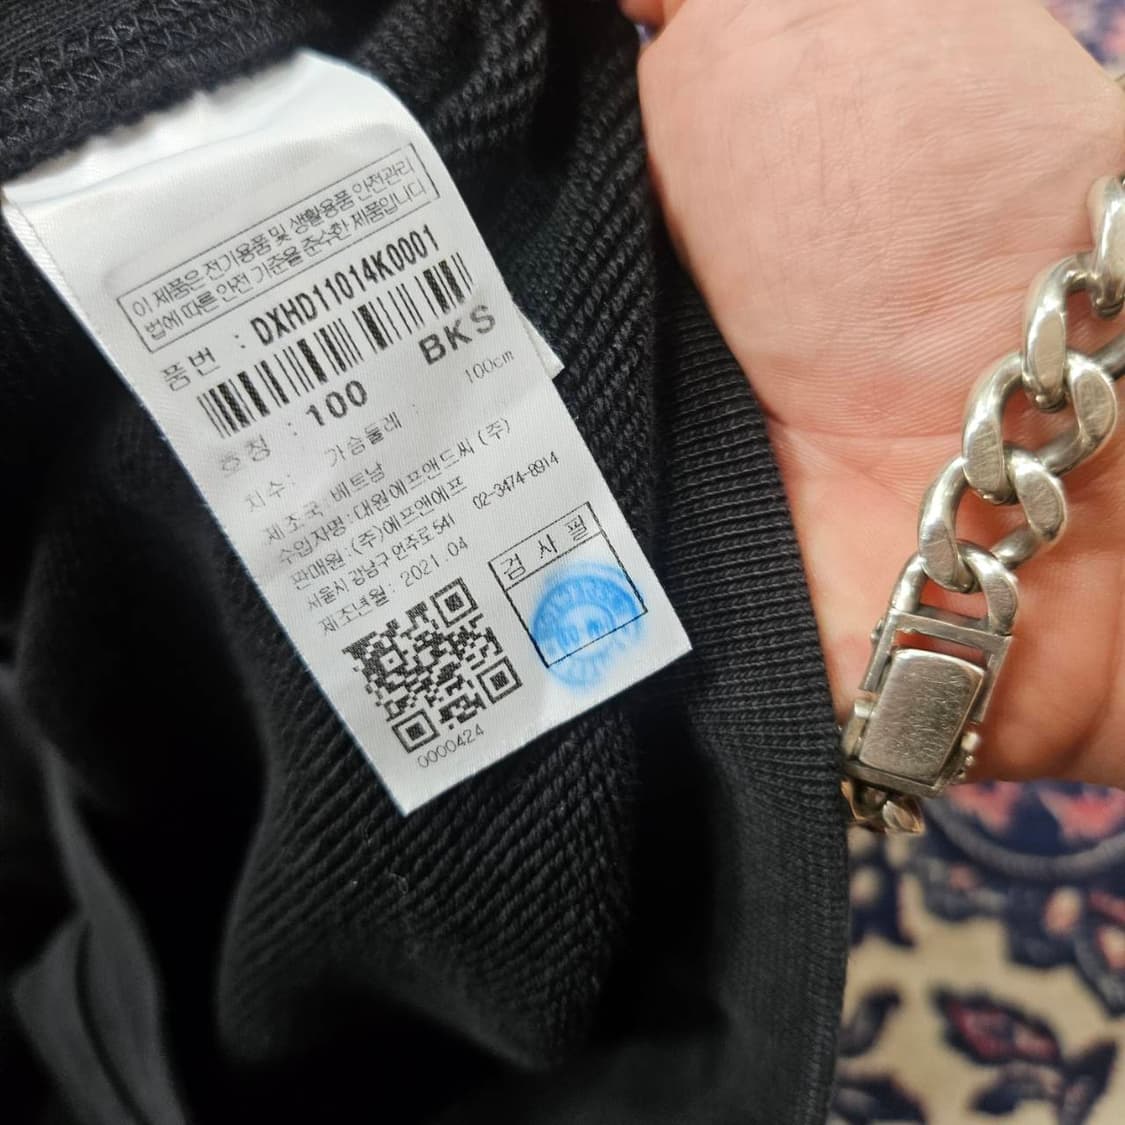 이 제품은 전기용품 및 생활용품 안전관리
법에 따른 안전 기준을 준수한 제품입니다
품번 : DXHD11014K0001
BKS
호칭 : 100
치수: 가슴둘레 : 100cm
제조국: 베트남
수입자명: 대원에프앤드씨 (주)
판매원: (주)에프앤에프 02-3474-8914
서울시 강남구 언주로 541
제조년월: 2021. 04
검 사 필
0000424